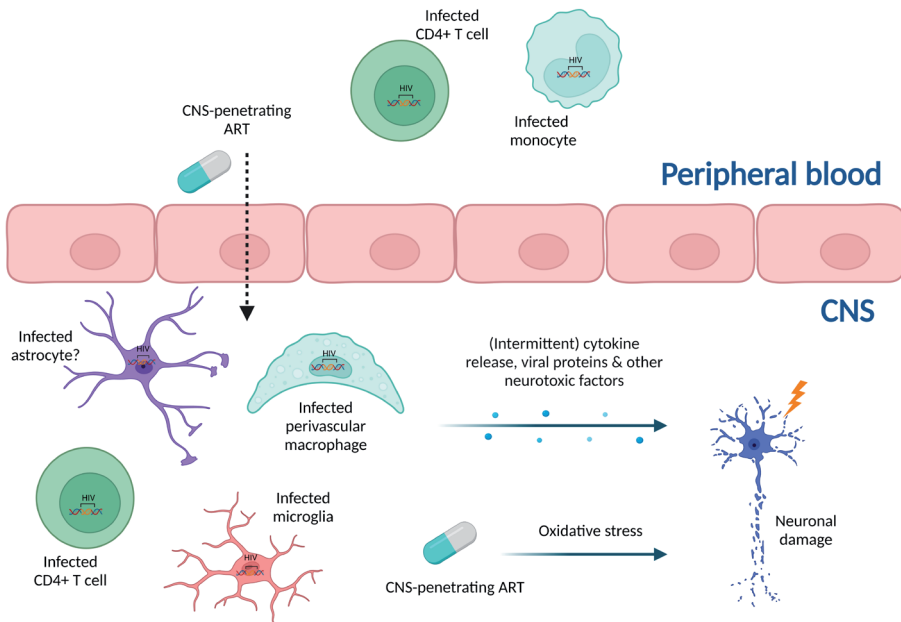 Infected
CD4+ T cell
HIV
HIV
Infected
monocyte
CNS-penetrating
ART
Peripheral blood
CNS
Infected
astrocyte?
HIV
HIV
Infected
perivascular
macrophage
(Intermittent) cytokine
release, viral proteins & other
neurotoxic factors
HIV
Infected
CD4+ T cell
Infected
microglia
HIV
CNS-penetrating ART
Oxidative stress
Neuronal
damage